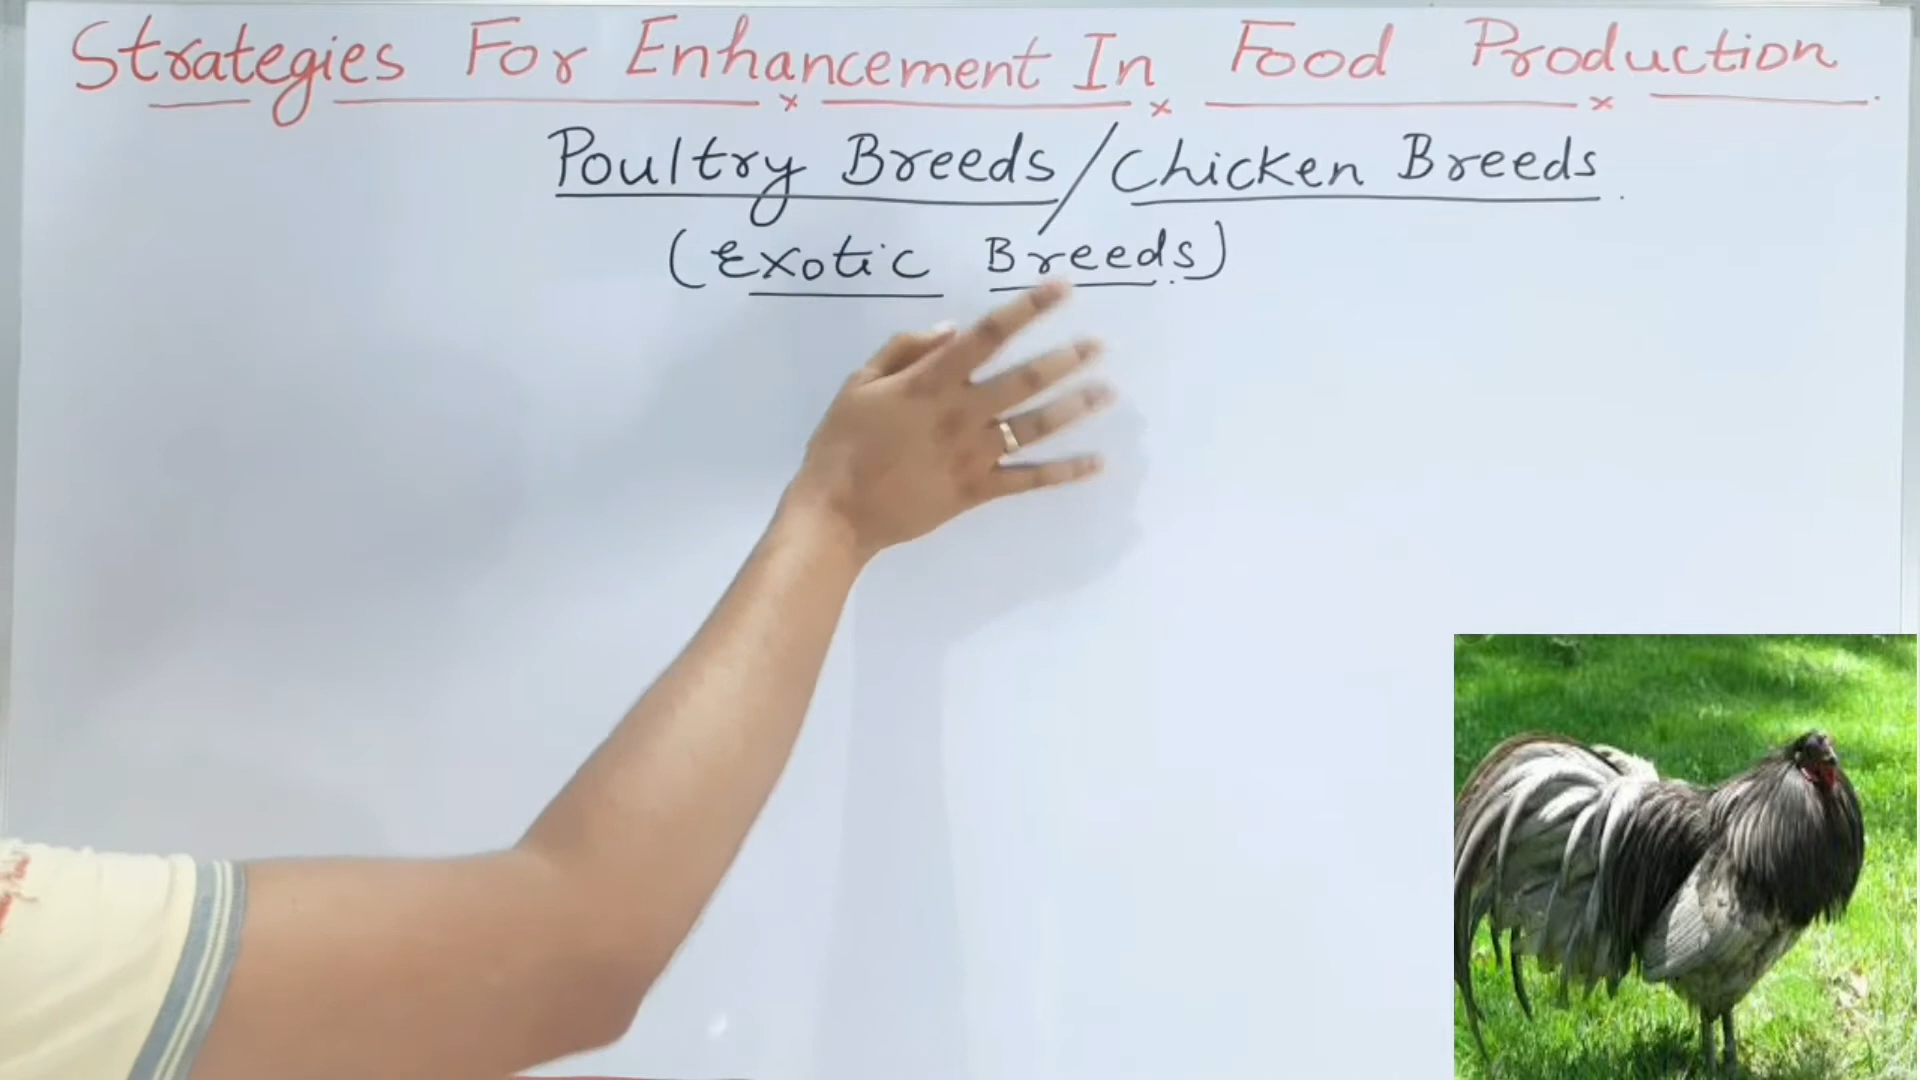 Strategies For Enhancement In Food Production.
Poultry Breeds/Chicken Breeds.
(Exotic Breeds)